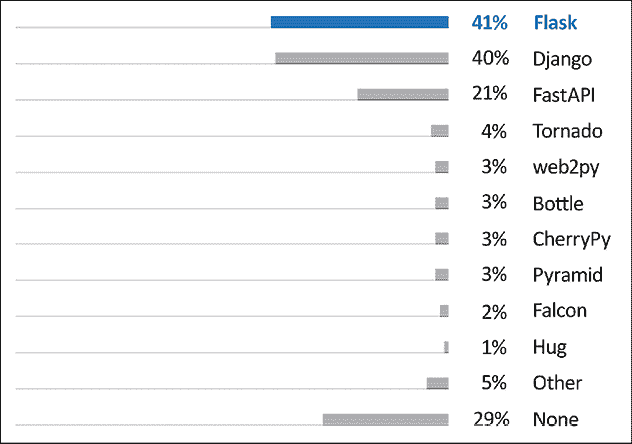 41% Flask
40% Django
21% FastAPI
4% Tornado
3% web2py
3% Bottle
3% CherryPy
3% Pyramid
2% Falcon
1% Hug
5% Other
29% None